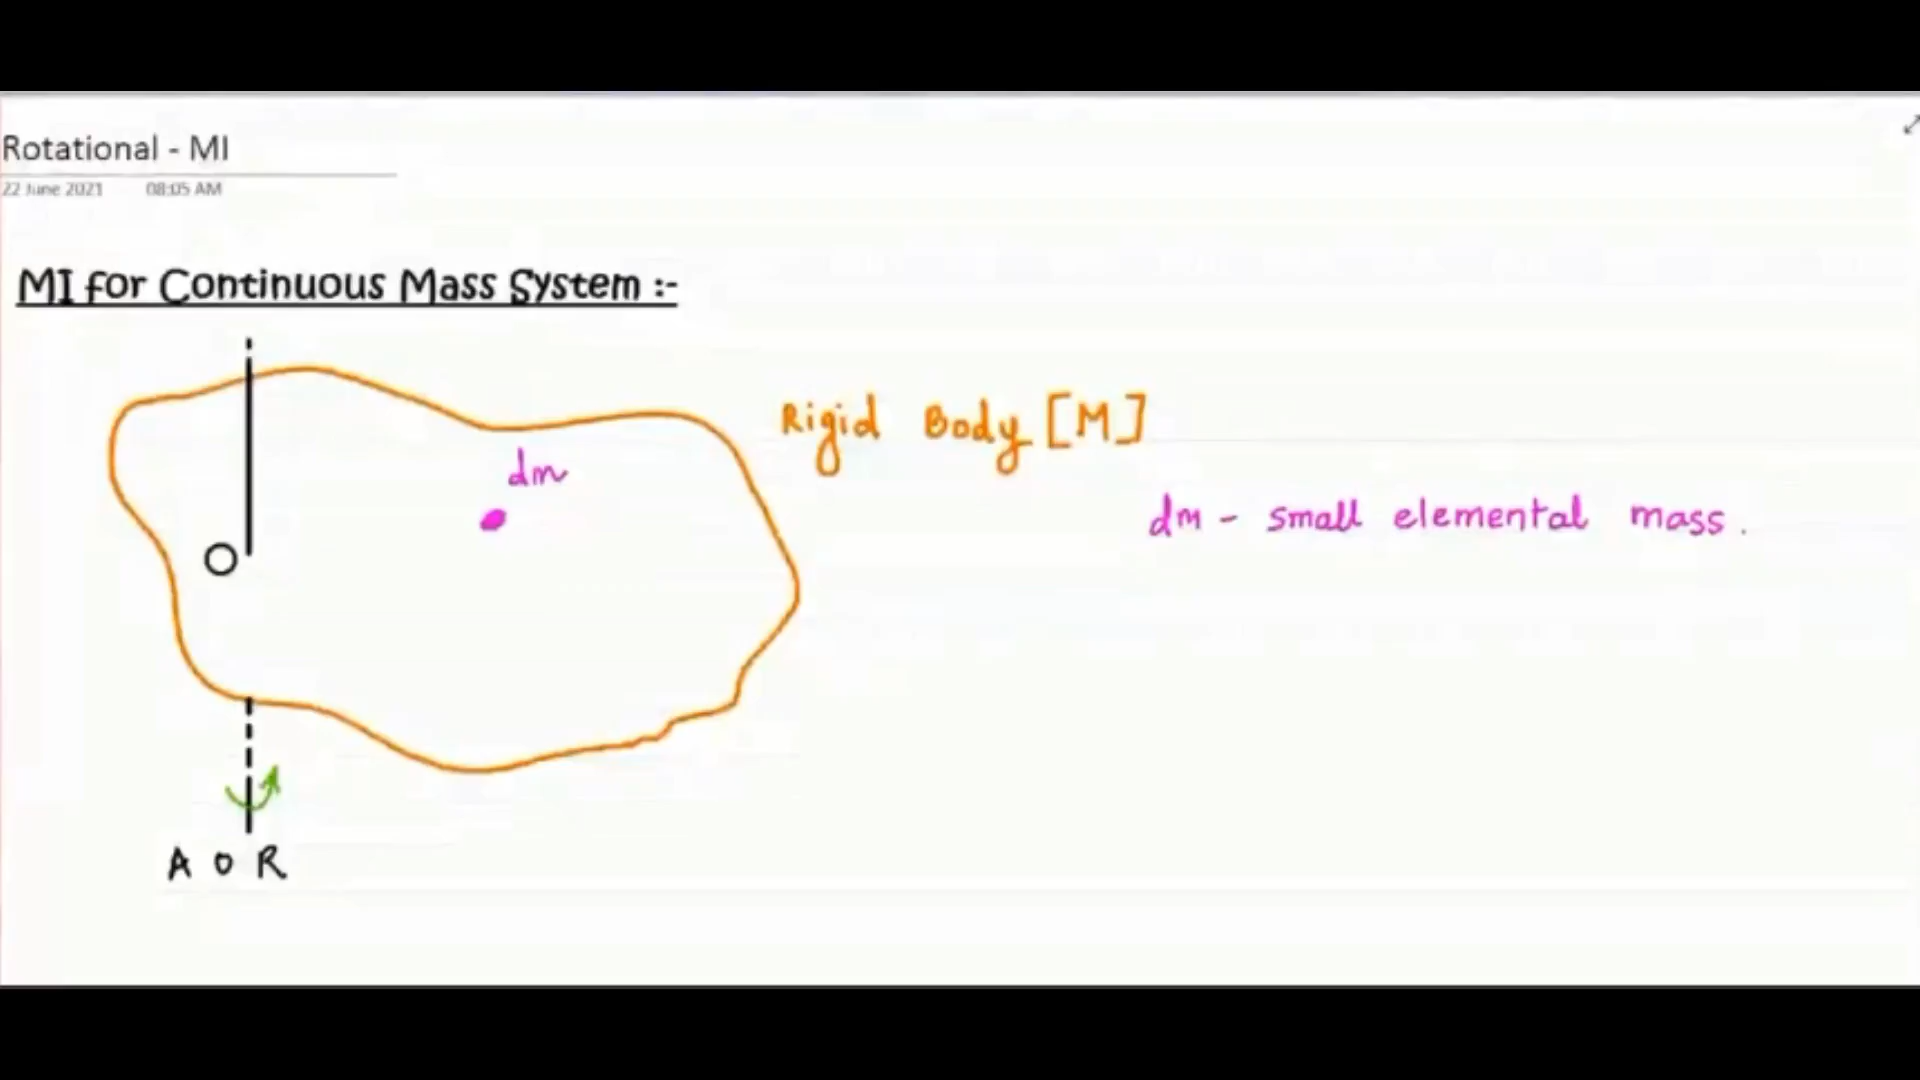 Rotational - MI
22 June 2021 08:05 AM
MI for Continuous Mass System :-
Rigid Body [M]
dm
dm - small elemental mass.
O
A O R